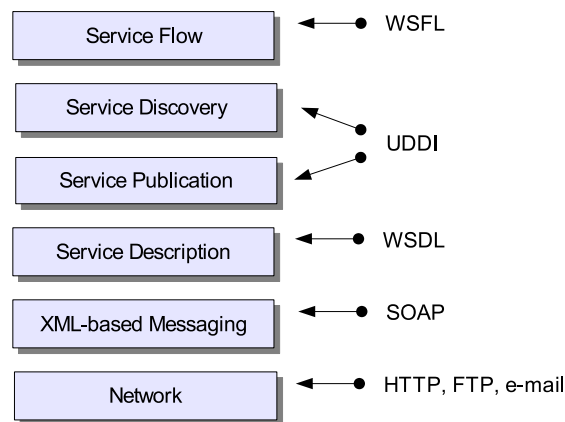 Service Flow
WSFL
Service Discovery
UDDI
Service Publication
Service Description
WSDL
XML-based Messaging
SOAP
Network
HTTP, FTP, e-mail